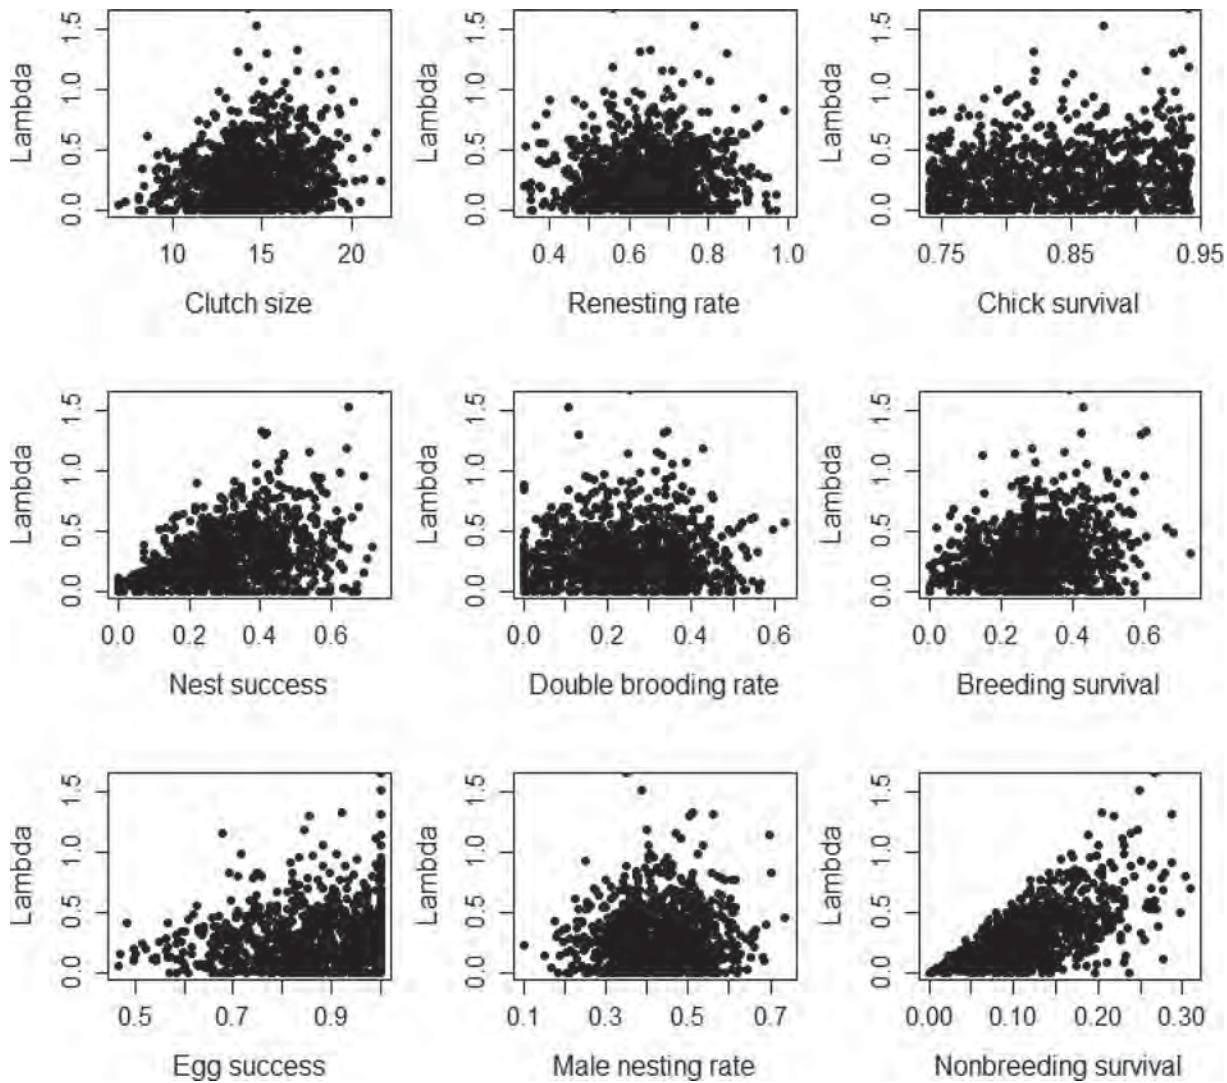 Lambda
0.0 0.5 1.0 1.5
10 15 20
Clutch size
Lambda
0.0 0.5 1.0 1.5
0.4 0.6 0.8 1.0
Renesting rate
Lambda
0.0 0.5 1.0 1.5
0.75 0.85 0.95
Chick survival
Lambda
0.0 0.5 1.0 1.5
0.0 0.2 0.4 0.6
Nest success
Lambda
0.0 0.5 1.0 1.5
0.0 0.2 0.4 0.6
Double brooding rate
Lambda
0.0 0.5 1.0 1.5
0.0 0.2 0.4 0.6
Breeding survival
Lambda
0.0 0.5 1.0 1.5
0.5 0.7 0.9
Egg success
Lambda
0.0 0.5 1.0 1.5
0.1 0.3 0.5 0.7
Male nesting rate
Lambda
0.0 0.5 1.0 1.5
0.00 0.10 0.20 0.30
Nonbreeding survival